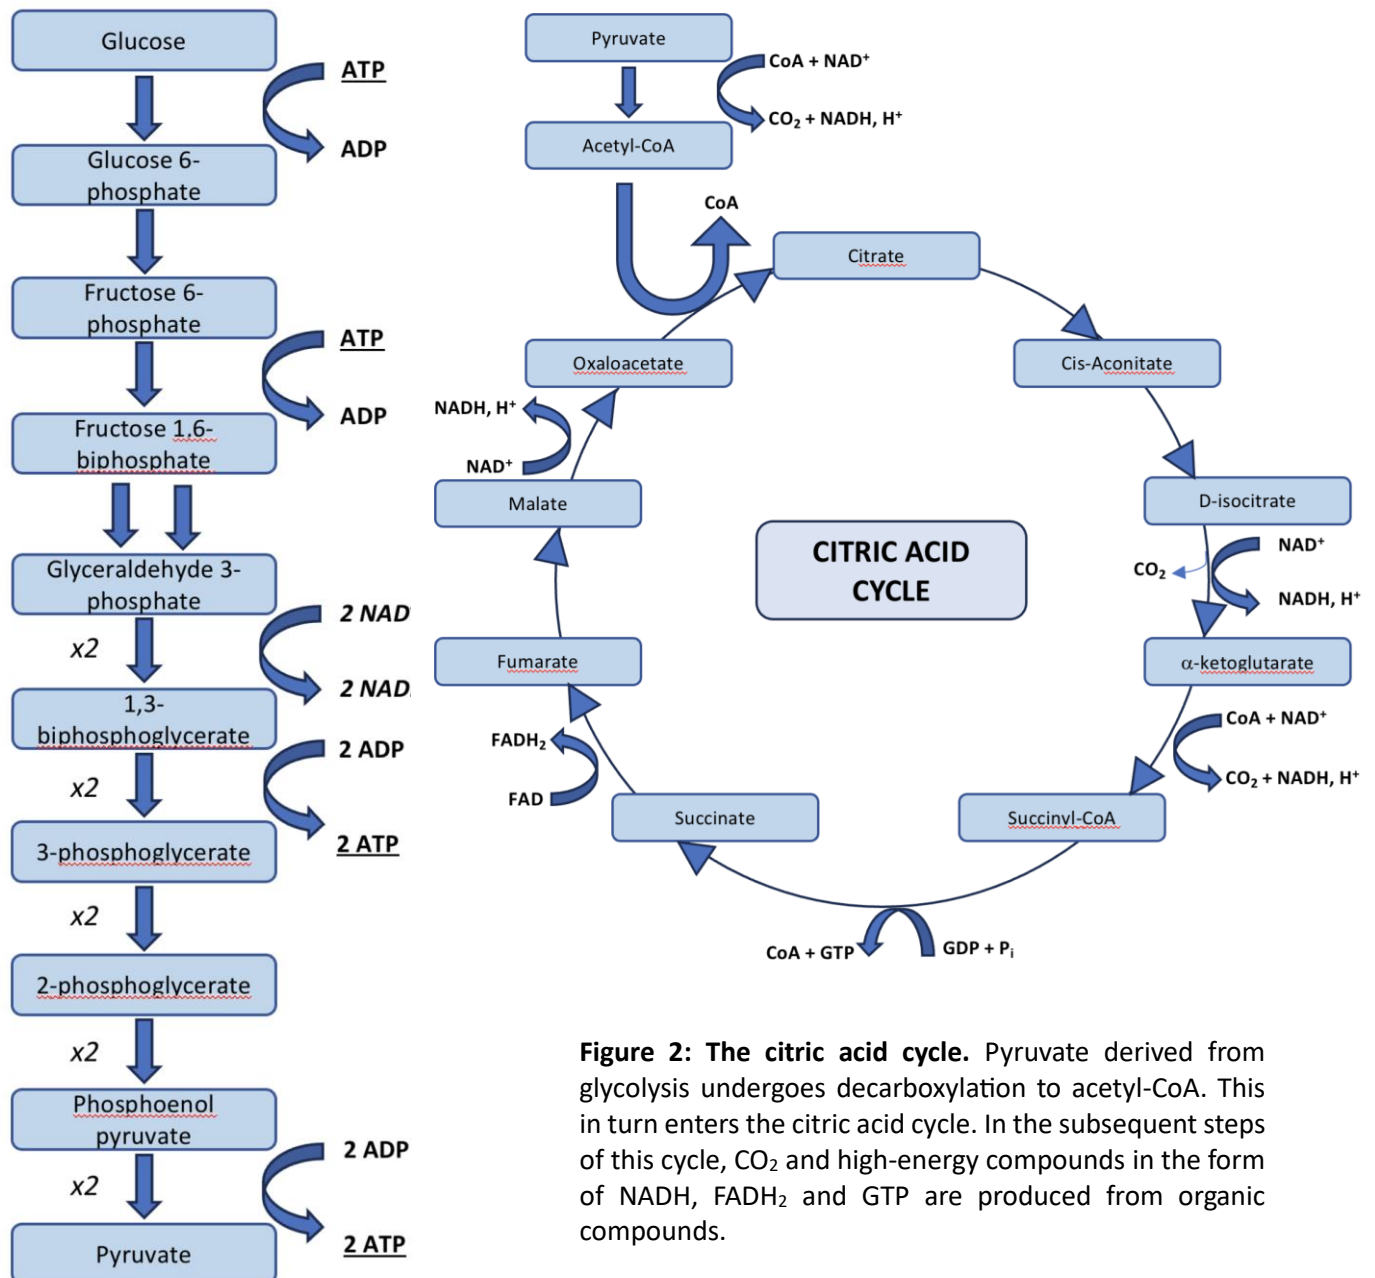 Glucose
ATP
ADP
Glucose 6-
phosphate
Fructose 6-
phosphate
ATP
ADP
Fructose 1,6-
biphosphate
Glyceraldehyde 3-
phosphate
x2
2 NAD
2 NAD
1,3-
biphosphoglycerate
x2
2 ADP
2 ATP
3-phosphoglycerate
x2
2-phosphoglycerate
x2
Phosphoenol
pyruvate
x2
2 ADP
2 ATP
Pyruvate
Pyruvate
CoA + NAD⁺
CO₂ + NADH, H⁺
Acetyl-CoA
CoA
Citrate
Cis-Aconitate
D-isocitrate
NAD⁺
CO₂
NADH, H⁺
α-ketoglutarate
CoA + NAD⁺
CO₂ + NADH, H⁺
Succinyl-CoA
GDP + Pᵢ
CoA + GTP
Succinate
FAD
FADH₂
Fumarate
Malate
NAD⁺
NADH, H⁺
Oxaloacetate
CITRIC ACID
CYCLE
Figure 2: The citric acid cycle. Pyruvate derived from
glycolysis undergoes decarboxylation to acetyl-CoA. This
in turn enters the citric acid cycle. In the subsequent steps
of this cycle, CO₂ and high-energy compounds in the form
of NADH, FADH₂ and GTP are produced from organic
compounds.